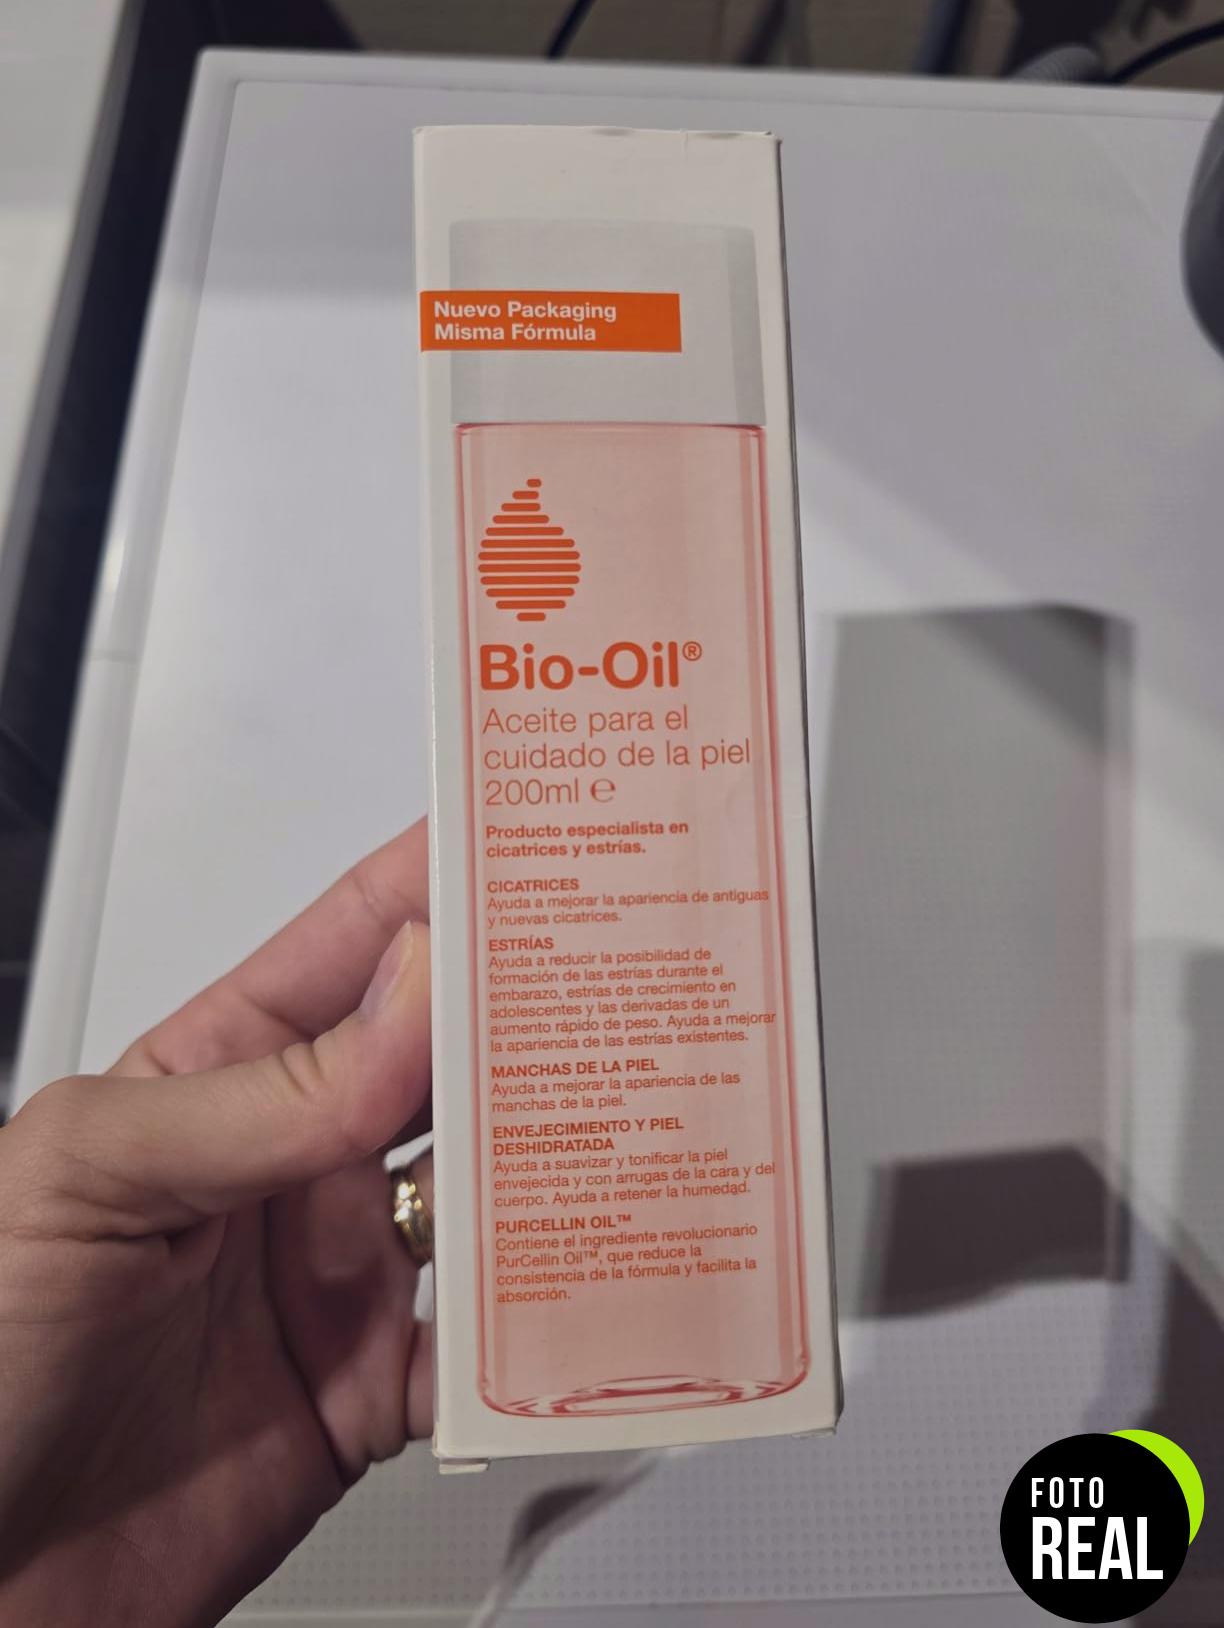 Nuevo Packaging
Misma Fórmula
Bio-Oil®
Aceite para el
cuidado de la piel
200ml ℮
Producto especialista en
cicatrices y estrías.
CICATRICES
Ayuda a mejorar la apariencia de antiguas
y nuevas cicatrices.
ESTRÍAS
Ayuda a reducir la posibilidad de
formación de las estrías durante el
embarazo, estrías de crecimiento en
adolescentes y las derivadas de un
aumento rápido de peso. Ayuda a mejorar
la apariencia de las estrías existentes.
MANCHAS DE LA PIEL
Ayuda a mejorar la apariencia de las
manchas de la piel.
ENVEJECIMIENTO Y PIEL
DESHIDRATADA
Ayuda a suavizar y tonificar la piel
envejecida y con arrugas de la cara y del
cuerpo. Ayuda a retener la humedad.
PURCELLIN OIL™
Contiene el ingrediente revolucionario
PurCellin Oil™, que reduce la
consistencia de la fórmula y facilita la
absorción.
FOTO
REAL